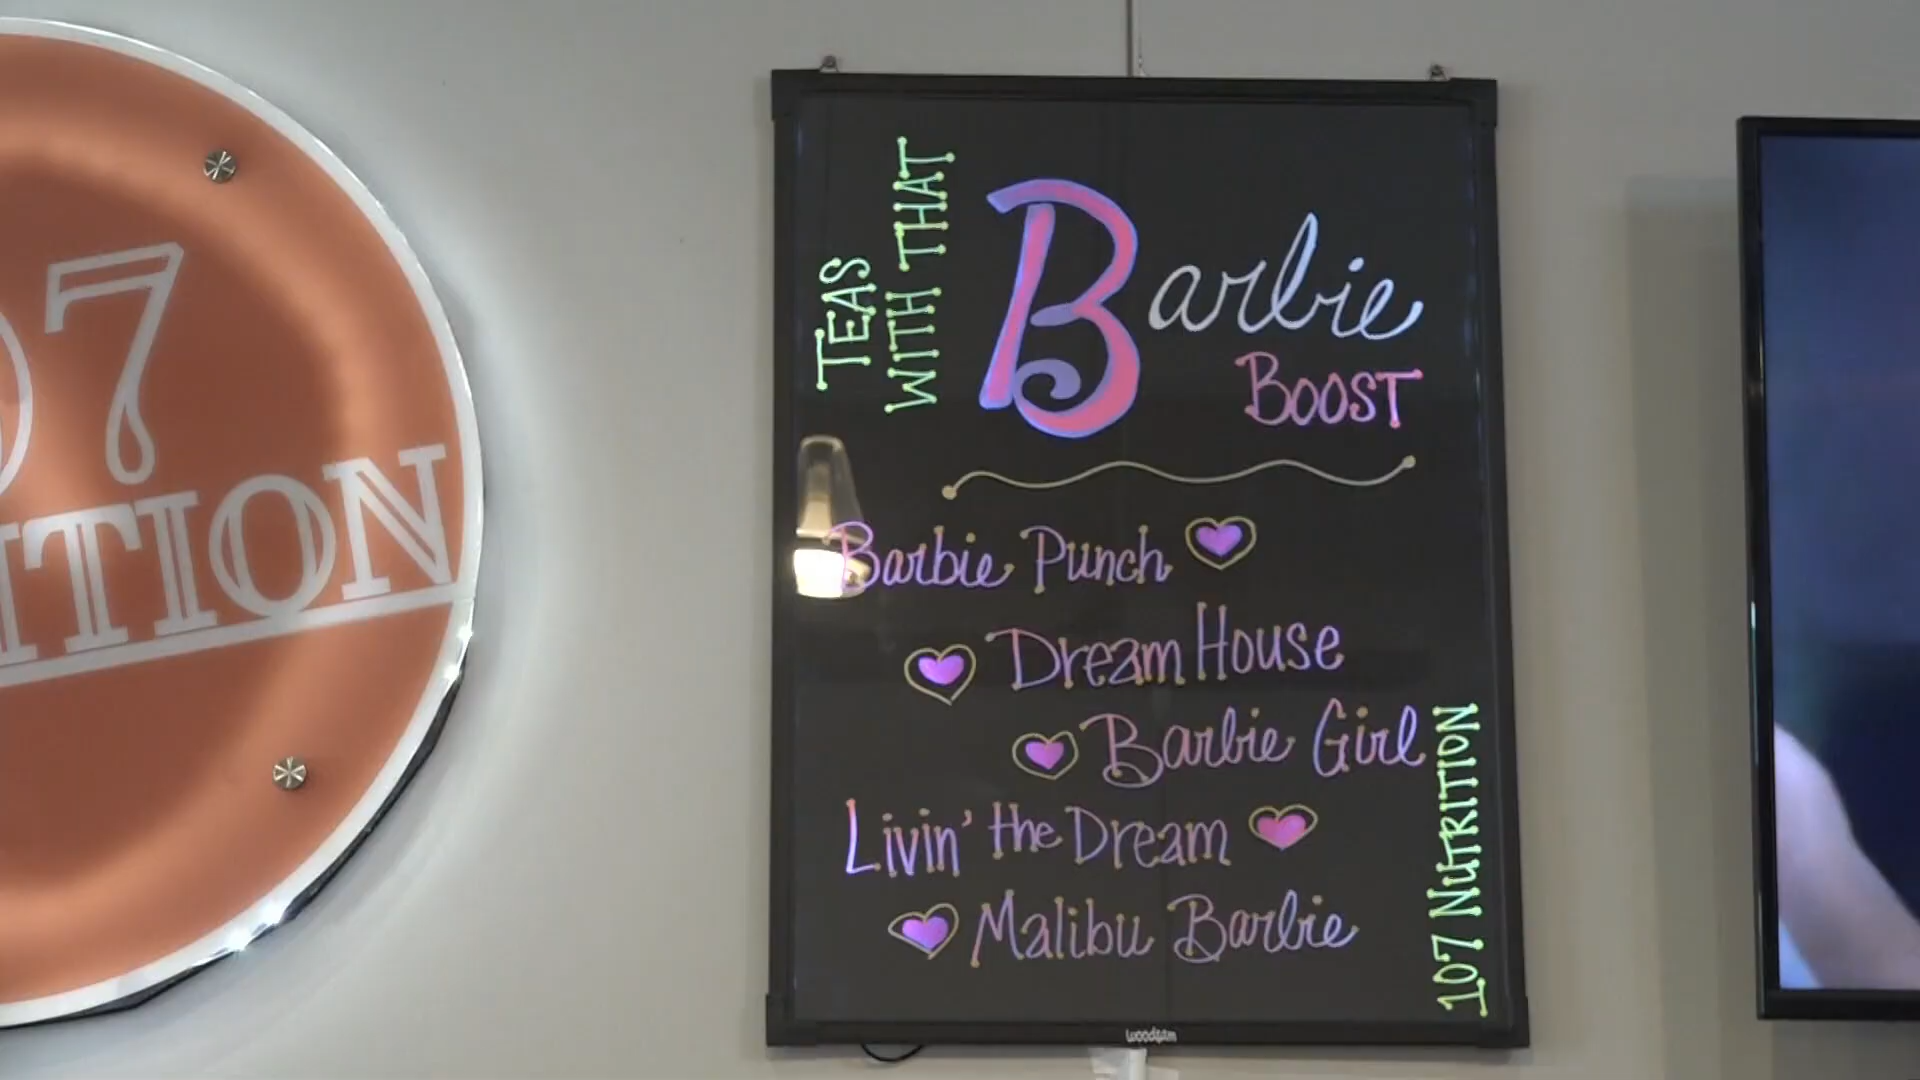 07
ITION
TEAS
WITH THAT
Barbie
BOOST
Barbie Punch
Dream House
Barbie Girl
Livin' the Dream
Malibu Barbie
107 NUTRITION
woodsam